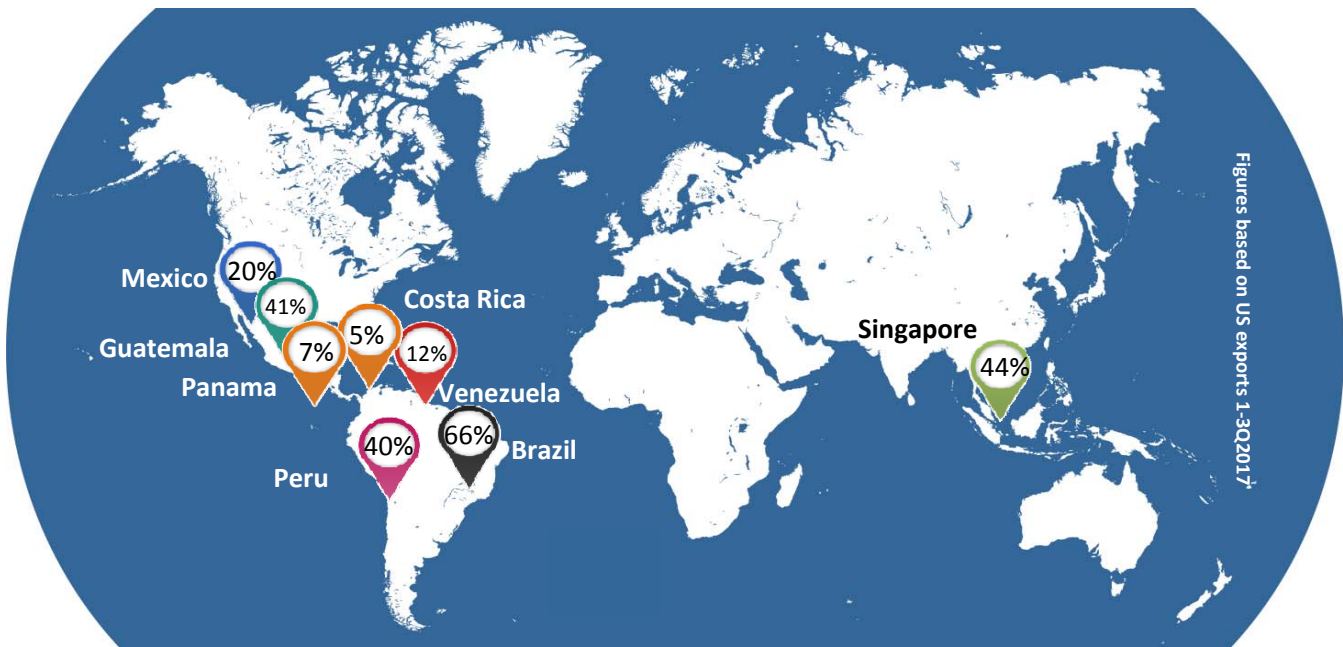 Mexico
20%
41%
Costa Rica
Guatemala
7%
5%
12%
Panama
Venezuela
Peru
40%
66%
Brazil
Singapore
44%
Figures based on US exports 1-3Q2017